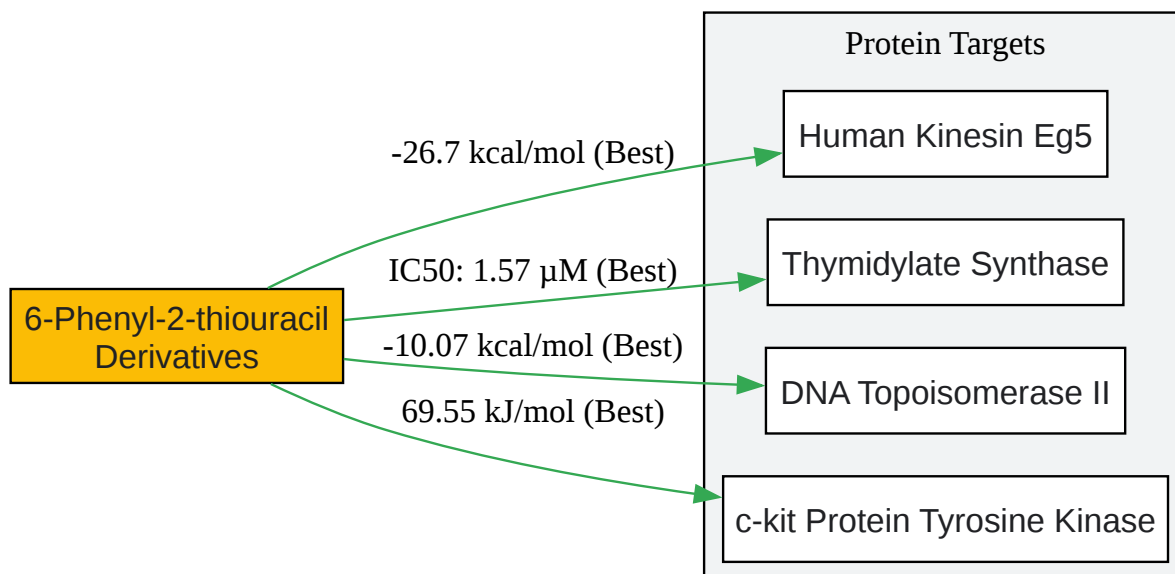 Protein Targets
Human Kinesin Eg5
-26.7 kcal/mol (Best)
Thymidylate Synthase
IC50: 1.57 µM (Best)
6-Phenyl-2-thiouracil
Derivatives
-10.07 kcal/mol (Best)
DNA Topoisomerase II
69.55 kJ/mol (Best)
c-kit Protein Tyrosine Kinase